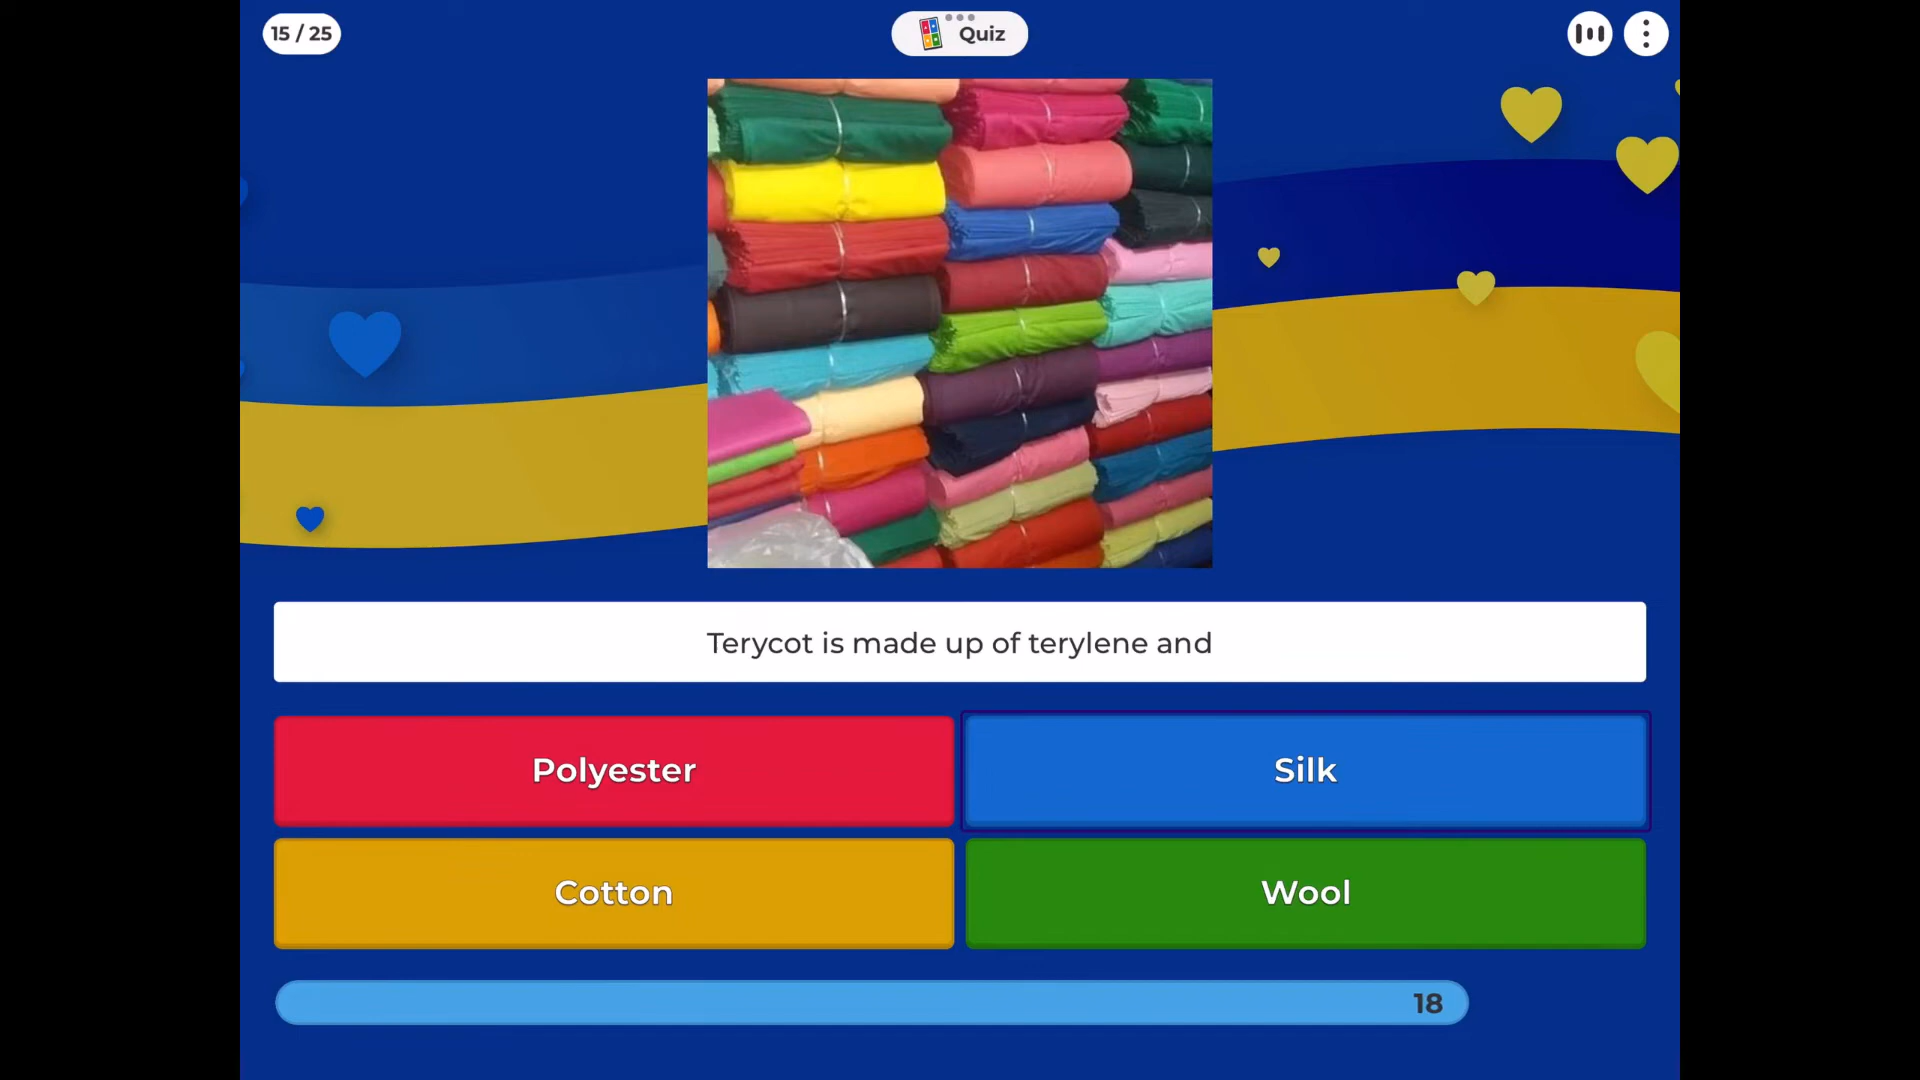 15 / 25
Quiz
Terycot is made up of terylene and
Polyester
Silk
Cotton
Wool
18